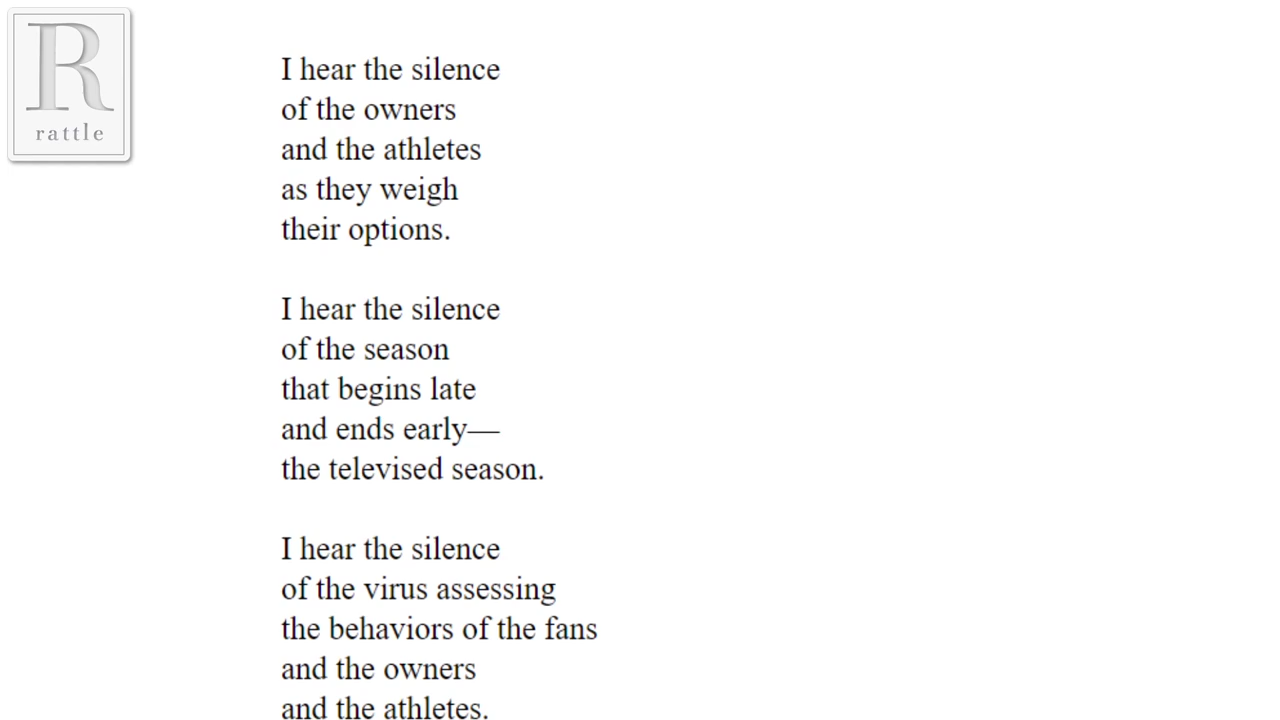 R
rattle
I hear the silence
of the owners
and the athletes
as they weigh
their options.
I hear the silence
of the season
that begins late
and ends early—
the televised season.
I hear the silence
of the virus assessing
the behaviors of the fans
and the owners
and the athletes.